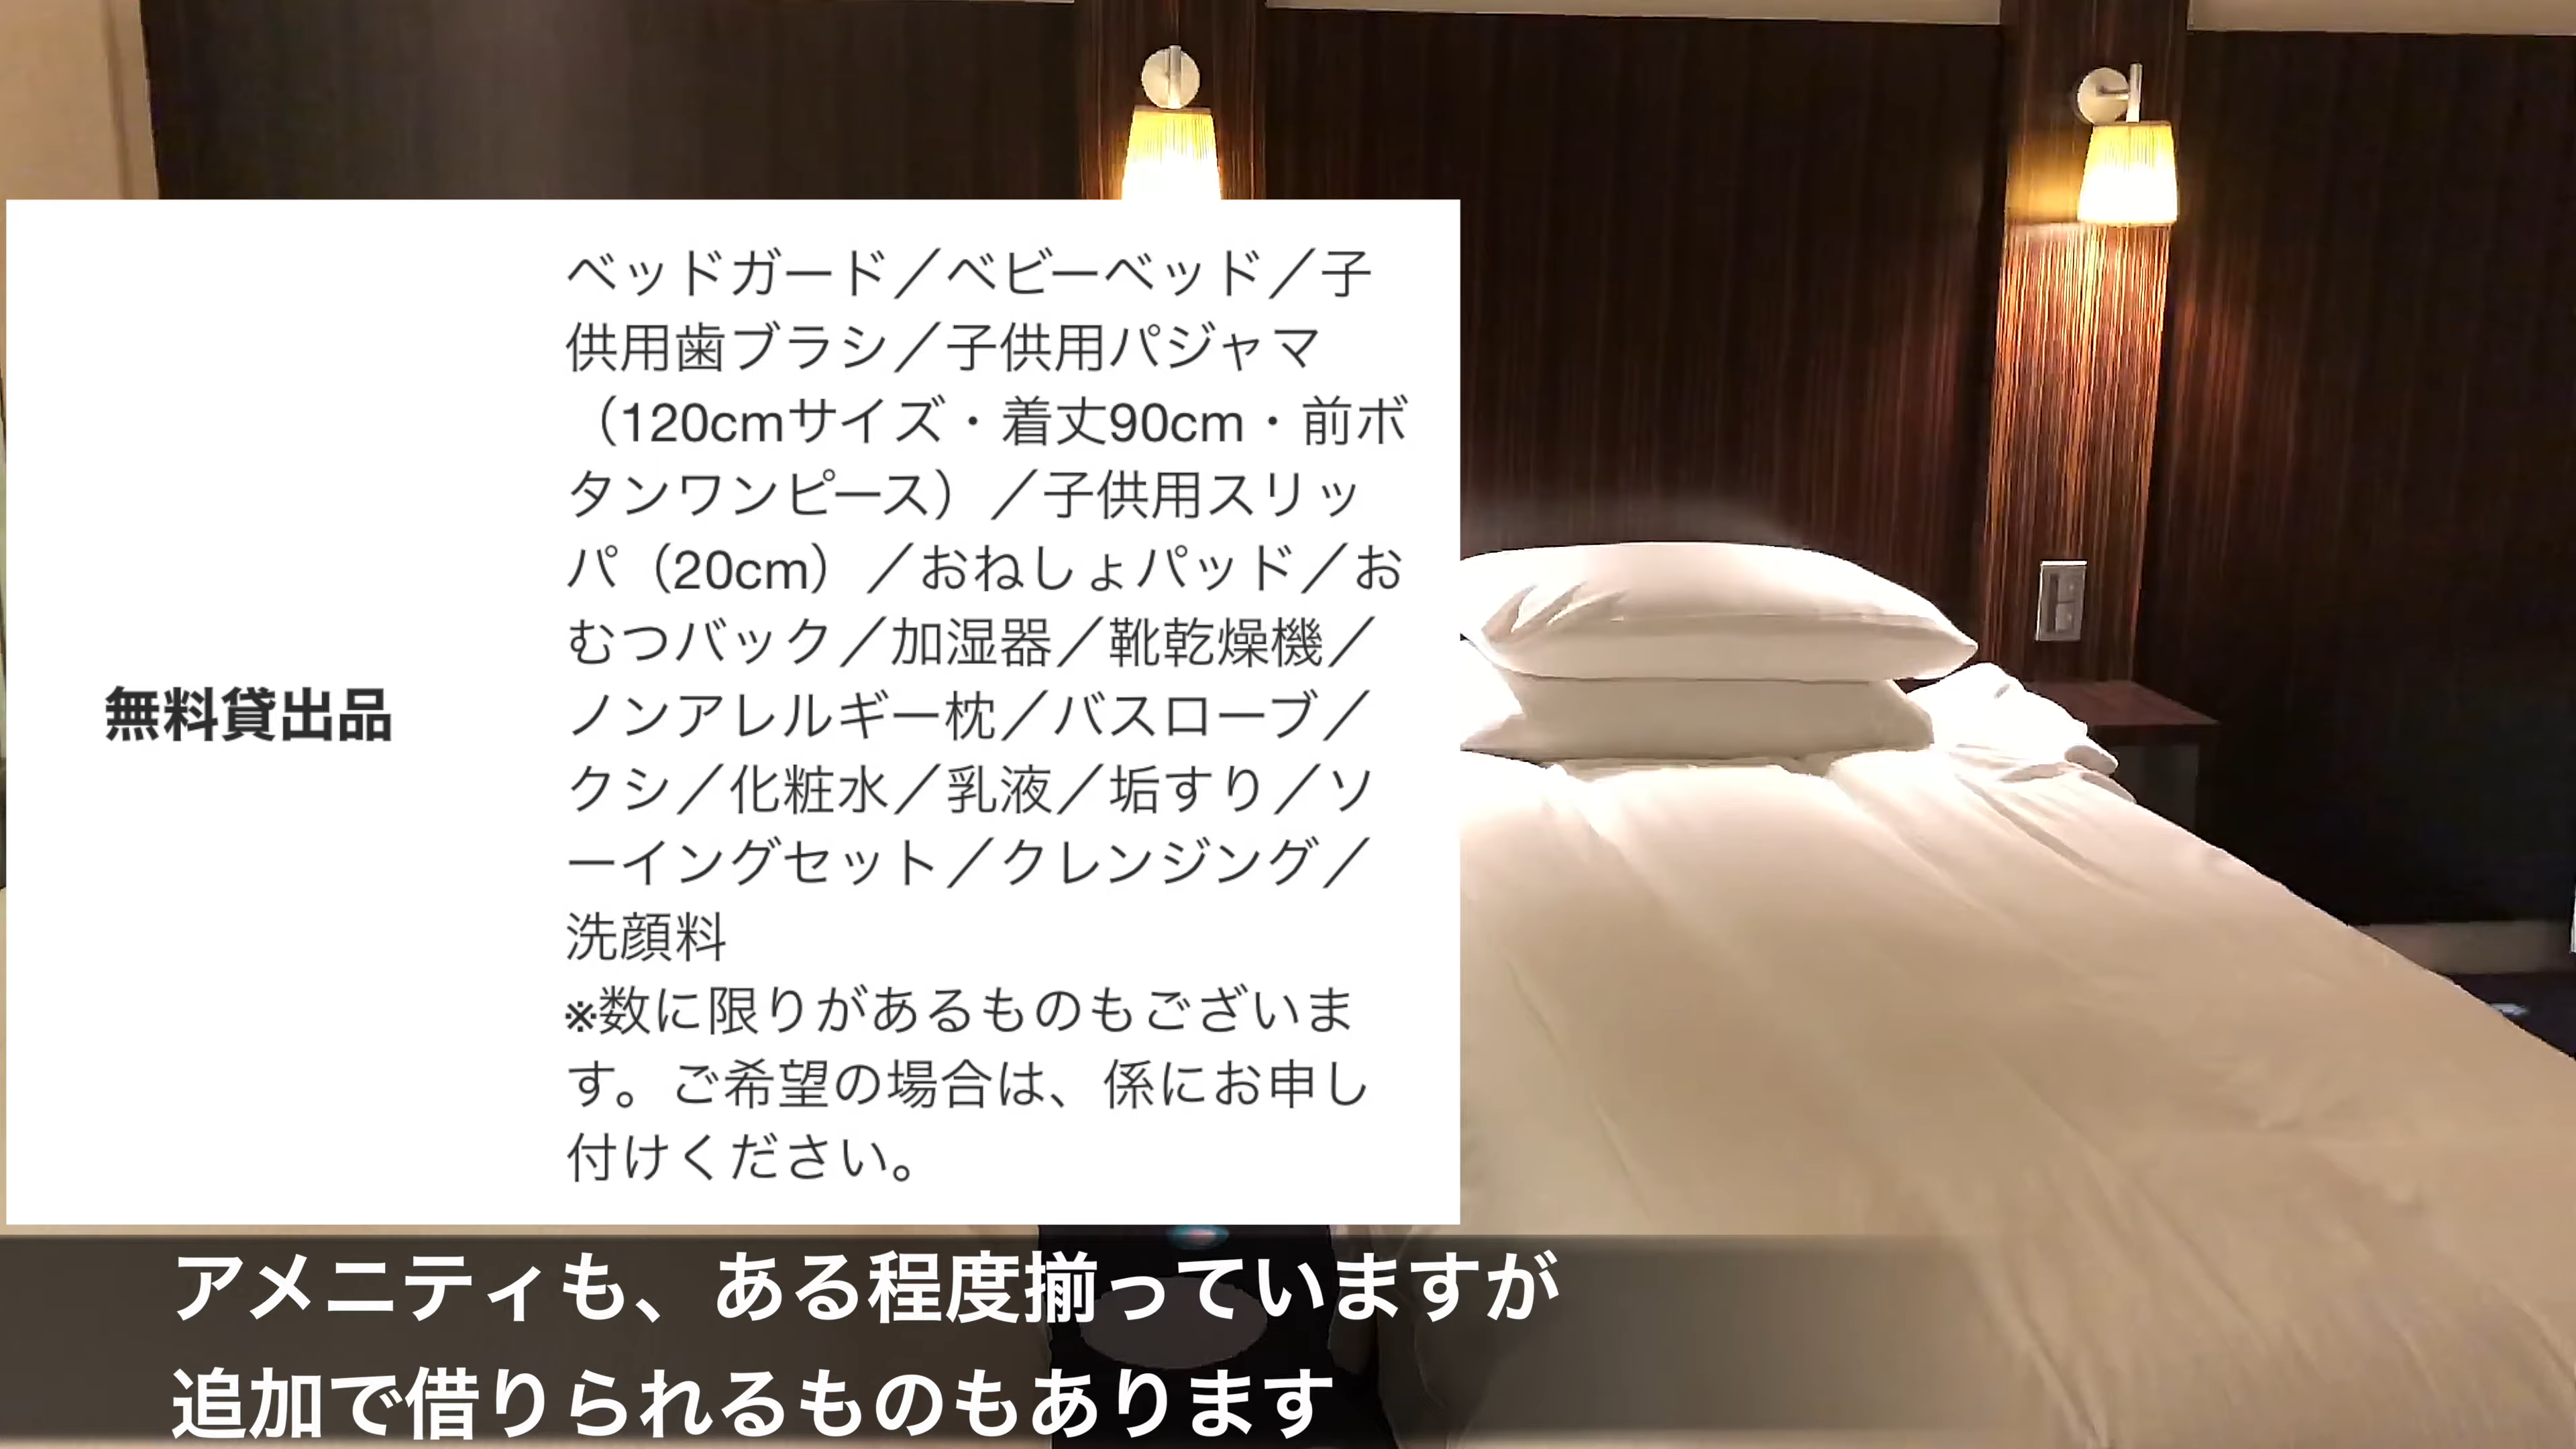 無料貸出品
ベッドガード／ベビーベッド／子
供用歯ブラシ／子供用パジャマ
（120cmサイズ・着丈90cm・前ボ
タンワンピース）／子供用スリッ
パ（20cm）／おねしょパッド／お
むつバック／加湿器／靴乾燥機／
ノンアレルギー枕／バスローブ／
クシ／化粧水／乳液／垢すり／ソ
ーイングセット／クレンジング／
洗顔料
※数に限りがあるものもございま
す。ご希望の場合は、係にお申し
付けください。
アメニティも、ある程度揃っていますが
追加で借りられるものもあります